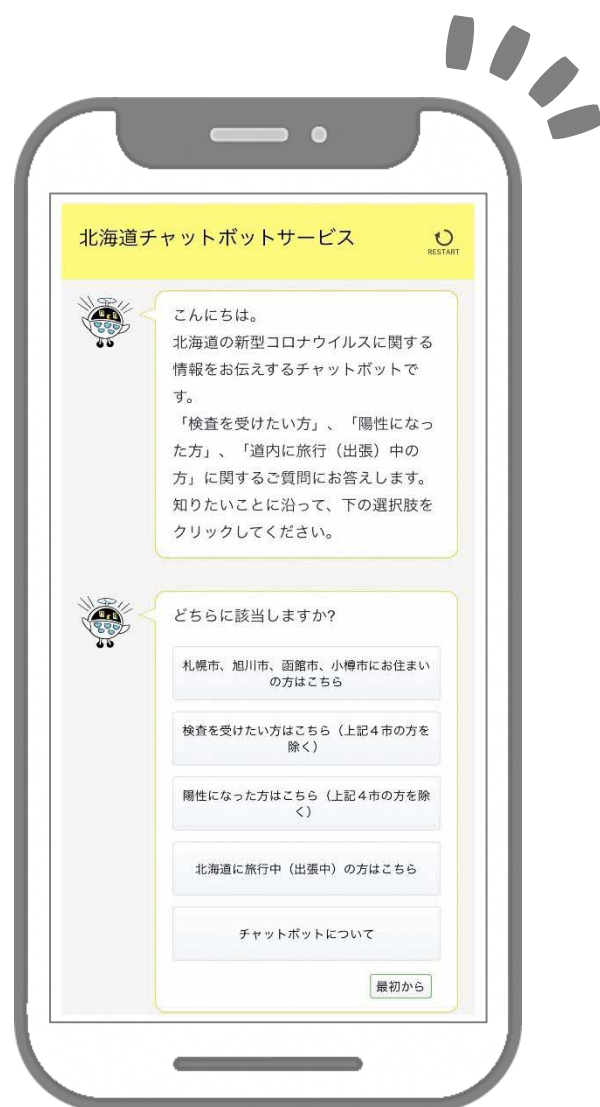 北海道チャットボットサービス
RESTART
こんにちは。
北海道の新型コロナウイルスに関する
情報をお伝えするチャットボットで
す。
「検査を受けたい方」、「陽性になっ
た方」、「道内に旅行（出張）中の
方」に関するご質問にお答えします。
知りたいことに沿って、下の選択肢を
クリックしてください。
どちらに該当しますか?
札幌市、旭川市、函館市、小樽市にお住まい
の方はこちら
検査を受けたい方はこちら（上記４市の方を
除く）
陽性になった方はこちら（上記４市の方を除
く）
北海道に旅行中（出張中）の方はこちら
チャットボットについて
最初から